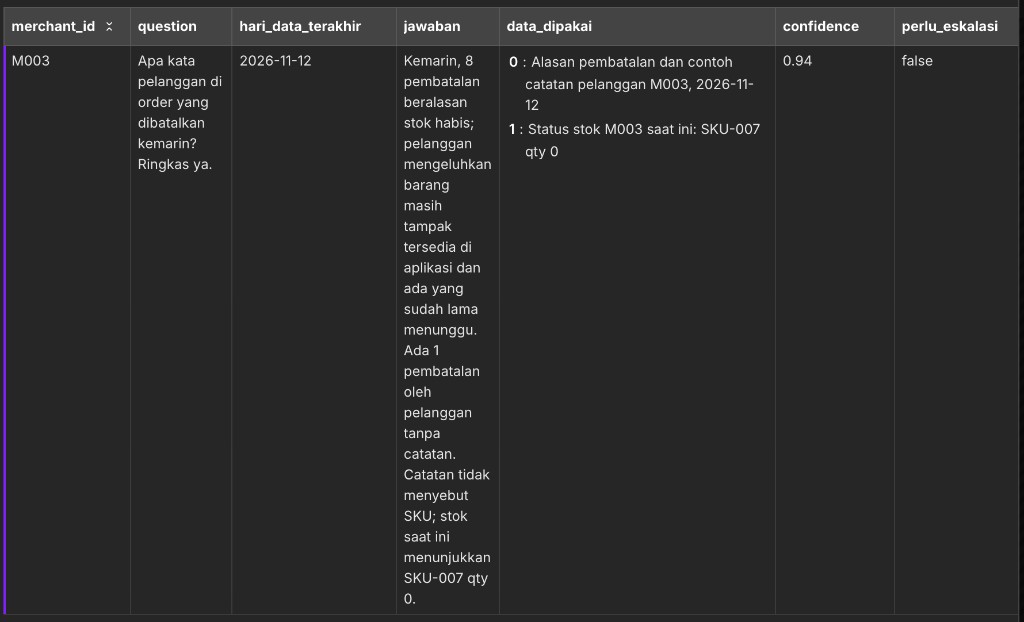 merchant_id question hari_data_terakhir jawaban data_dipakai confidence perlu_eskalasi
M003
Apa kata
pelanggan di
order yang
dibatalkan
kemarin?
Ringkas ya.
2026-11-12
Kemarin, 8
pembatalan
beralasan
stok habis;
pelanggan
mengeluhkan
barang
masih
tampak
tersedia di
aplikasi dan
ada yang
sudah lama
menunggu.
Ada 1
pembatalan
oleh
pelanggan
tanpa
catatan.
Catatan tidak
menyebut
SKU; stok
saat ini
menunjukkan
SKU-007 qty
0.
0 : Alasan pembatalan dan contoh
catatan pelanggan M003, 2026-11-
12
1 : Status stok M003 saat ini: SKU-007
qty 0
0.94
false